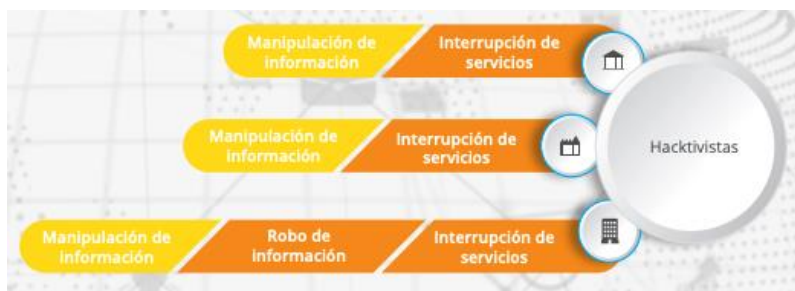 Manipulación de
información
Interrupción de
servicios
Manipulación de
información
Interrupción de
servicios
Hacktivistas
Manipulación de
información
Robo de
información
Interrupción de
servicios